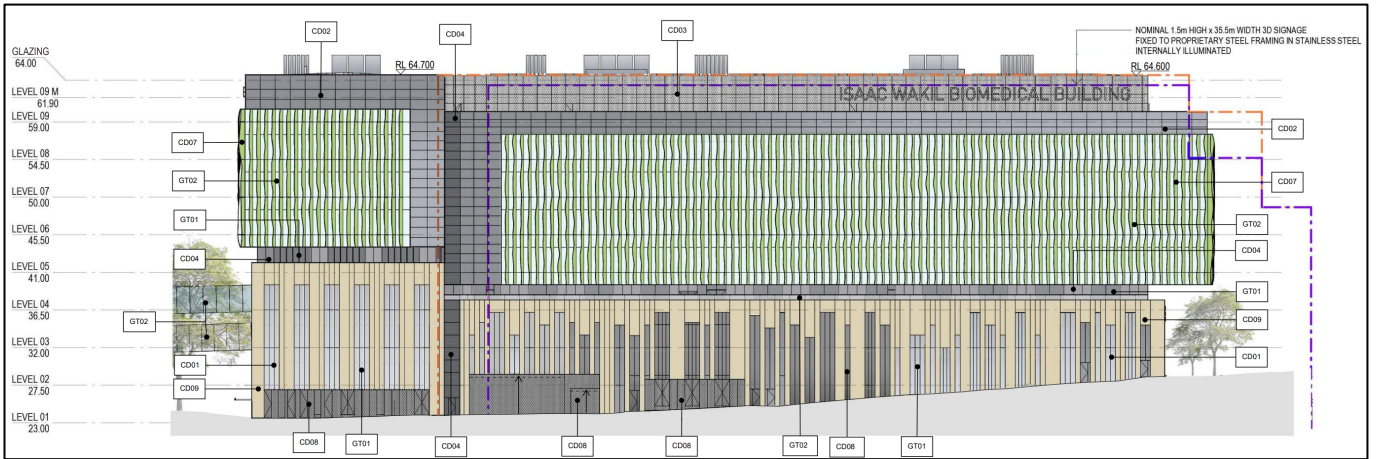 CD02
CD04
CD03
NOMINAL 1.5m HIGH x 35.5m WIDTH 3D SIGNAGE
FIXED TO PROPRIETARY STEEL FRAMING IN STAINLESS STEEL
INTERNALLY ILLUMINATED
GLAZING
64.00
RL 64.700
RL 64.600
LEVEL 09 M
61.90
ISAAC WAKIL BIOMEDICAL BUILDING
LEVEL 09
59.00
CD02
CD07
LEVEL 08
54.50
GT02
CD07
LEVEL 07
50.00
GT01
GT02
LEVEL 06
45.50
CD04
CD04
LEVEL 05
41.00
GT01
LEVEL 04
36.50
GT02
CD09
LEVEL 03
32.00
CD01
CD01
CD09
LEVEL 02
27.50
LEVEL 01
23.00
CD08
GT01
CD04
CD08
CD08
GT02
CD08
GT01